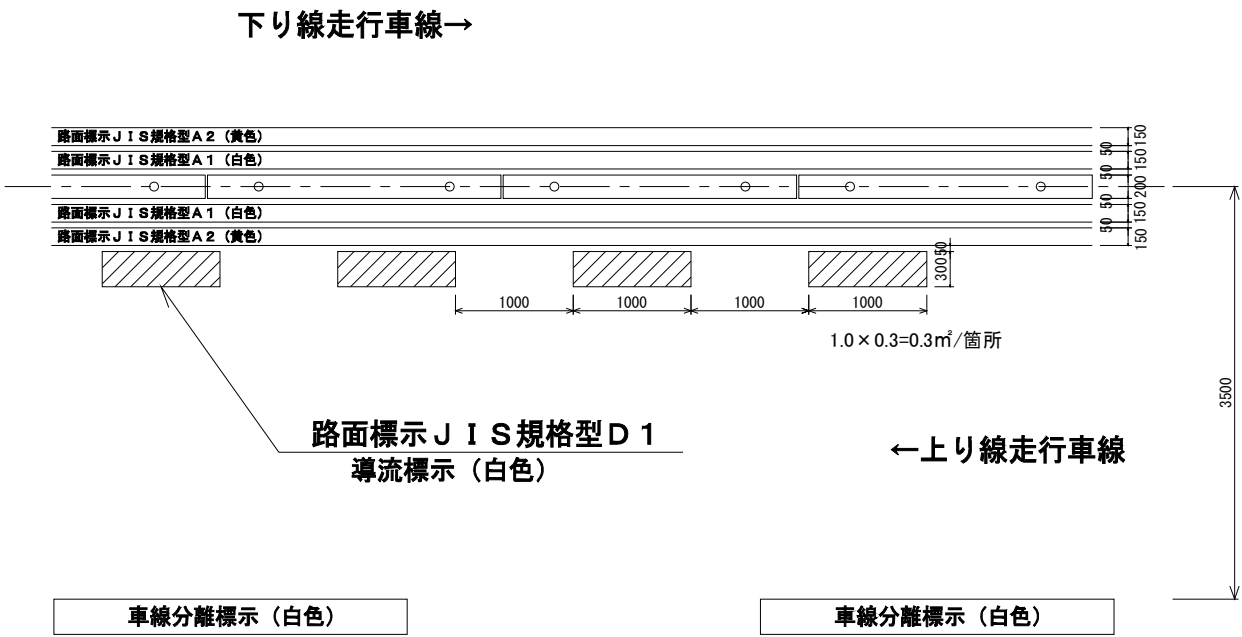 下り線走行車線→
路面標示JIS規格型A2 (黄色)
路面標示JIS規格型A1 (白色)
路面標示JIS規格型A1 (白色)
路面標示JIS規格型A2 (黄色)
150
50
150
50
200
50
150
50
150
50
300
1000
1000
1000
1000
1.0×0.3=0.3㎡/箇所
3500
路面標示JIS規格型D1
導流標示 (白色)
←上り線走行車線
車線分離標示 (白色)
車線分離標示 (白色)